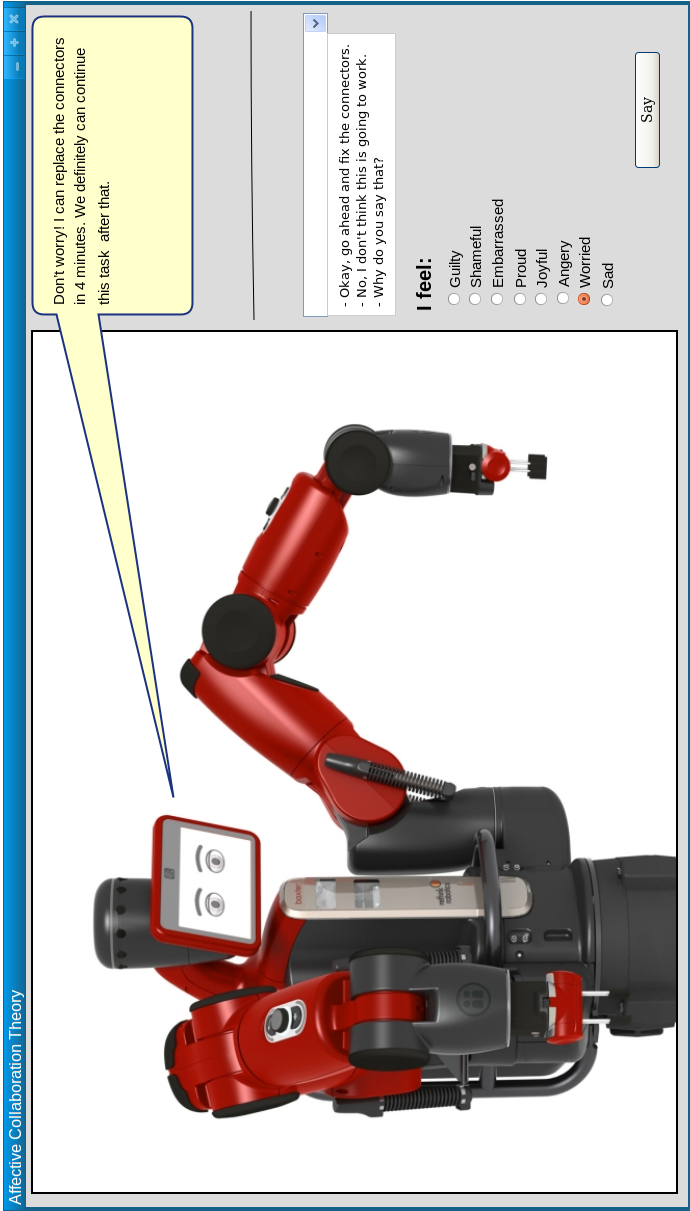 Affective Collaboration Theory
Don't worry! I can replace the connectors
in 4 minutes. We definitely can continue
this task after that.
- Okay, go ahead and fix the connectors.
- No, I don't think this is going to work.
- Why do you say that?
I feel:
Guilty
Shameful
Embarrassed
Proud
Joyful
Angery
Worried
Sad
Say
baxter
rethink
robotics